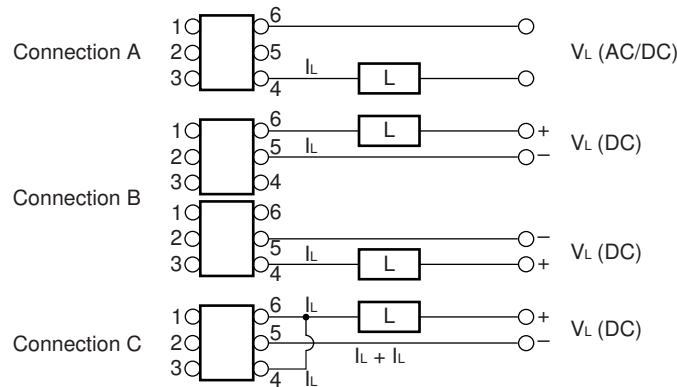 1 6
Connection A 2 5 VL (AC/DC)
3 4 IL L
1 6 L + VL (DC)
2 5 IL −
3 4
Connection B
1 6
2 5 − VL (DC)
3 4 IL L +
1 6 IL L + VL (DC)
Connection C 2 5 IL + IL −
3 4 IL